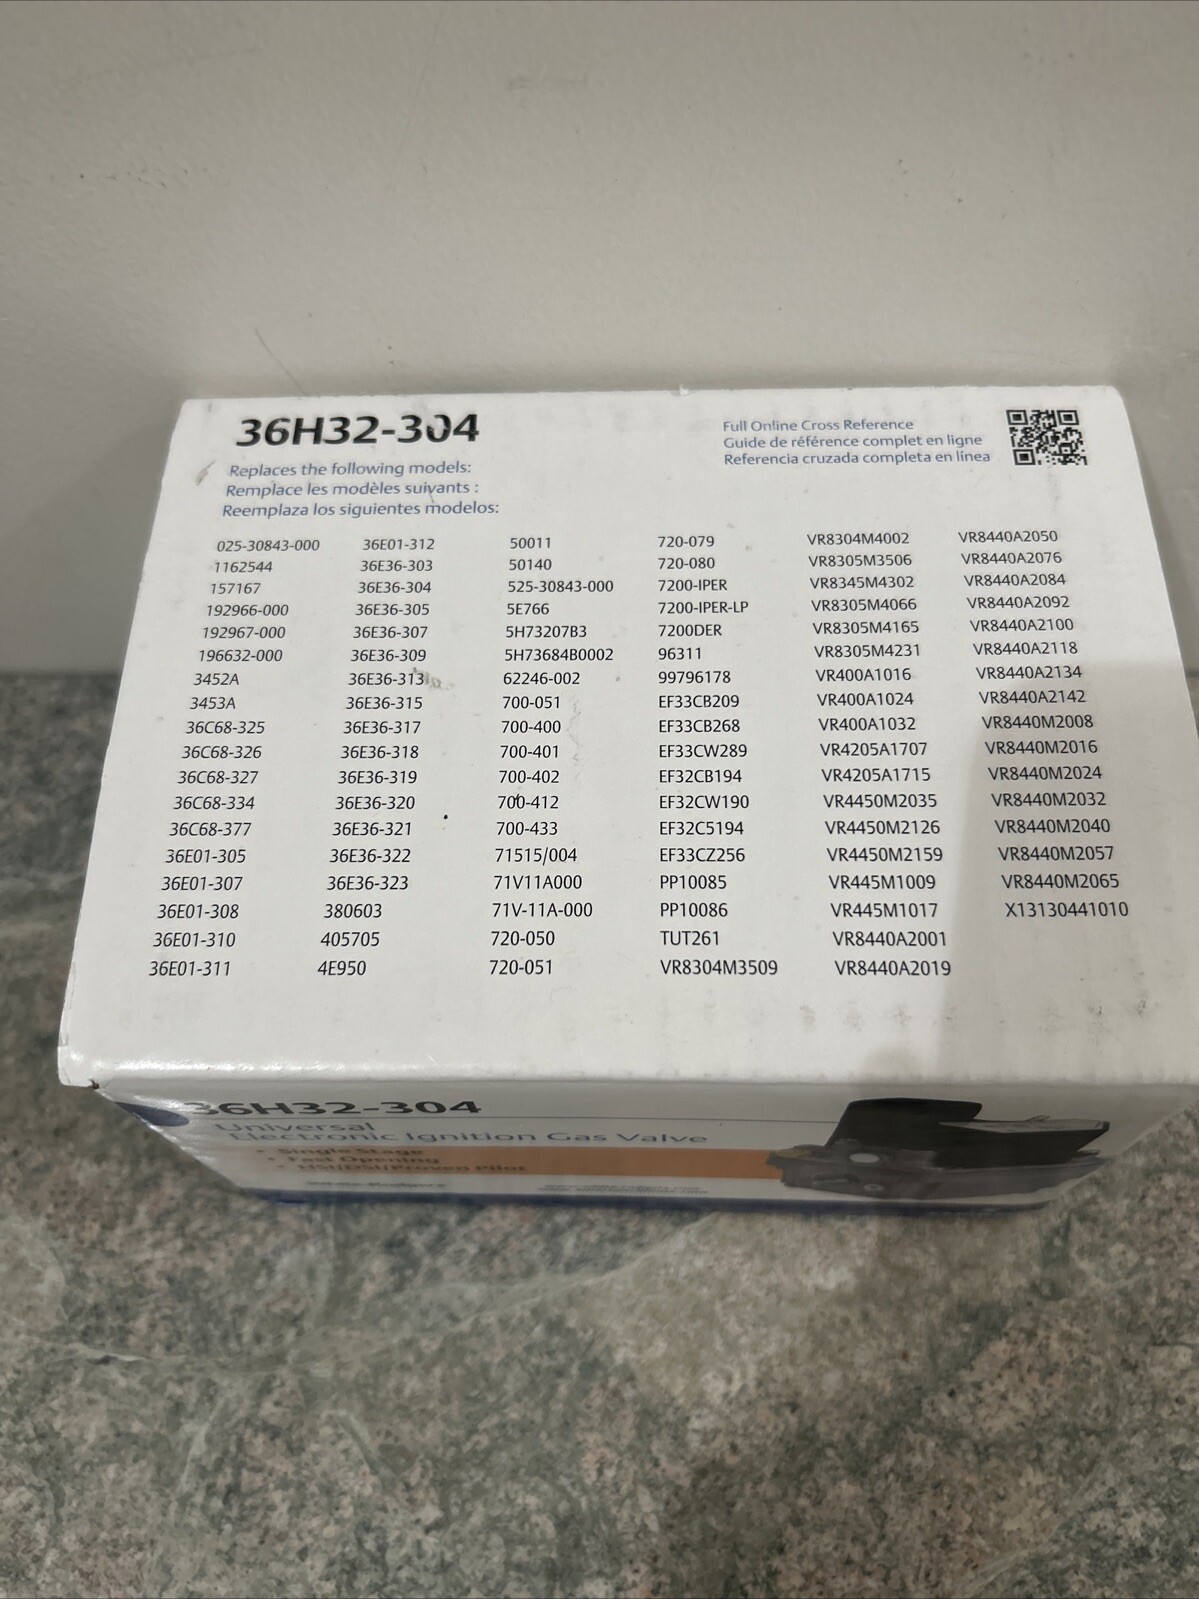 36H32-304
Replaces the following models:
Remplace les modèles suivants :
Reemplaza los siguientes modelos:
Full Online Cross Reference
Guide de référence complet en ligne
Referencia cruzada completa en línea
025-30843-000 36E01-312 50011 720-079 VR8304M4002 VR8440A2050
1162544 36E36-303 50140 720-080 VR8305M3506 VR8440A2076
157167 36E36-304 525-30843-000 7200-IPER VR8345M4302 VR8440A2084
192966-000 36E36-305 5E766 7200-IPER-LP VR8305M4066 VR8440A2092
192967-000 36E36-307 5H73207B3 7200DER VR8305M4165 VR8440A2100
196632-000 36E36-309 5H73684B0002 96311 VR8305M4231 VR8440A2118
3452A 36E36-313 62246-002 99796178 VR400A1016 VR8440A2134
3453A 36E36-315 700-051 EF33CB209 VR400A1024 VR8440A2142
36C68-325 36E36-317 700-400 EF33CB268 VR400A1032 VR8440M2008
36C68-326 36E36-318 700-401 EF33CW289 VR4205A1707 VR8440M2016
36C68-327 36E36-319 700-402 EF32CB194 VR4205A1715 VR8440M2024
36C68-334 36E36-320 700-412 EF32CW190 VR4450M2035 VR8440M2032
36C68-377 36E36-321 700-433 EF32C5194 VR4450M2126 VR8440M2040
36E01-305 36E36-322 71515/004 EF33CZ256 VR4450M2159 VR8440M2057
36E01-307 36E36-323 71V11A000 PP10085 VR445M1009 VR8440M2065
36E01-308 380603 71V-11A-000 PP10086 VR445M1017 X13130441010
36E01-310 405705 720-050 TUT261 VR8440A2001
36E01-311 4E950 720-051 VR8304M3509 VR8440A2019
36H32-304
Universal
Electronic Ignition Gas Valve
• Single Stage
• Fast Opening
• HSI/DSI/Proven Pilot